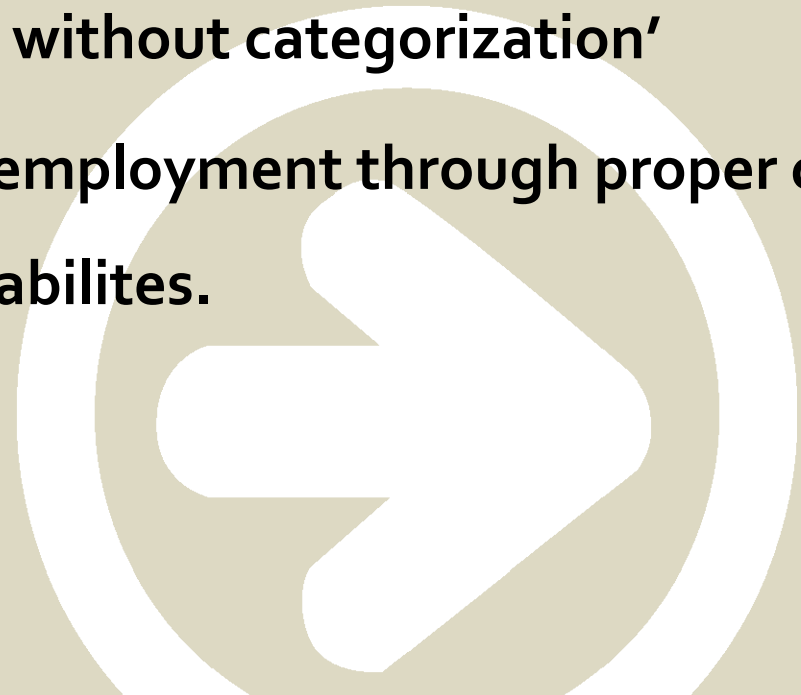 without categorization’
employment through proper
abilites.